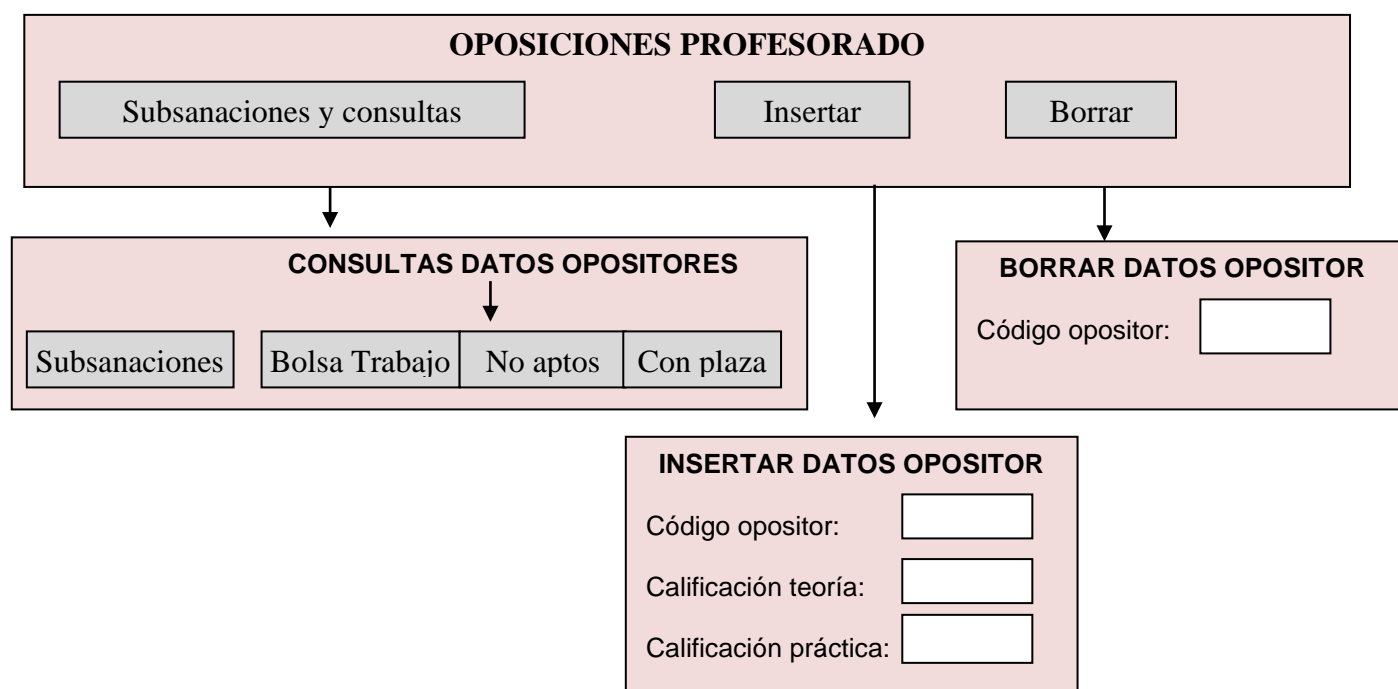 OPOSICIONES PROFESORADO
Subsanaciones y consultas
Insertar
Borrar
CONSULTAS DATOS OPOSITORES
Subsanaciones
Bolsa Trabajo
No aptos
Con plaza
BORRAR DATOS OPOSITOR
Código opositor:
INSERTAR DATOS OPOSITOR
Código opositor:
Calificación teoría:
Calificación práctica: